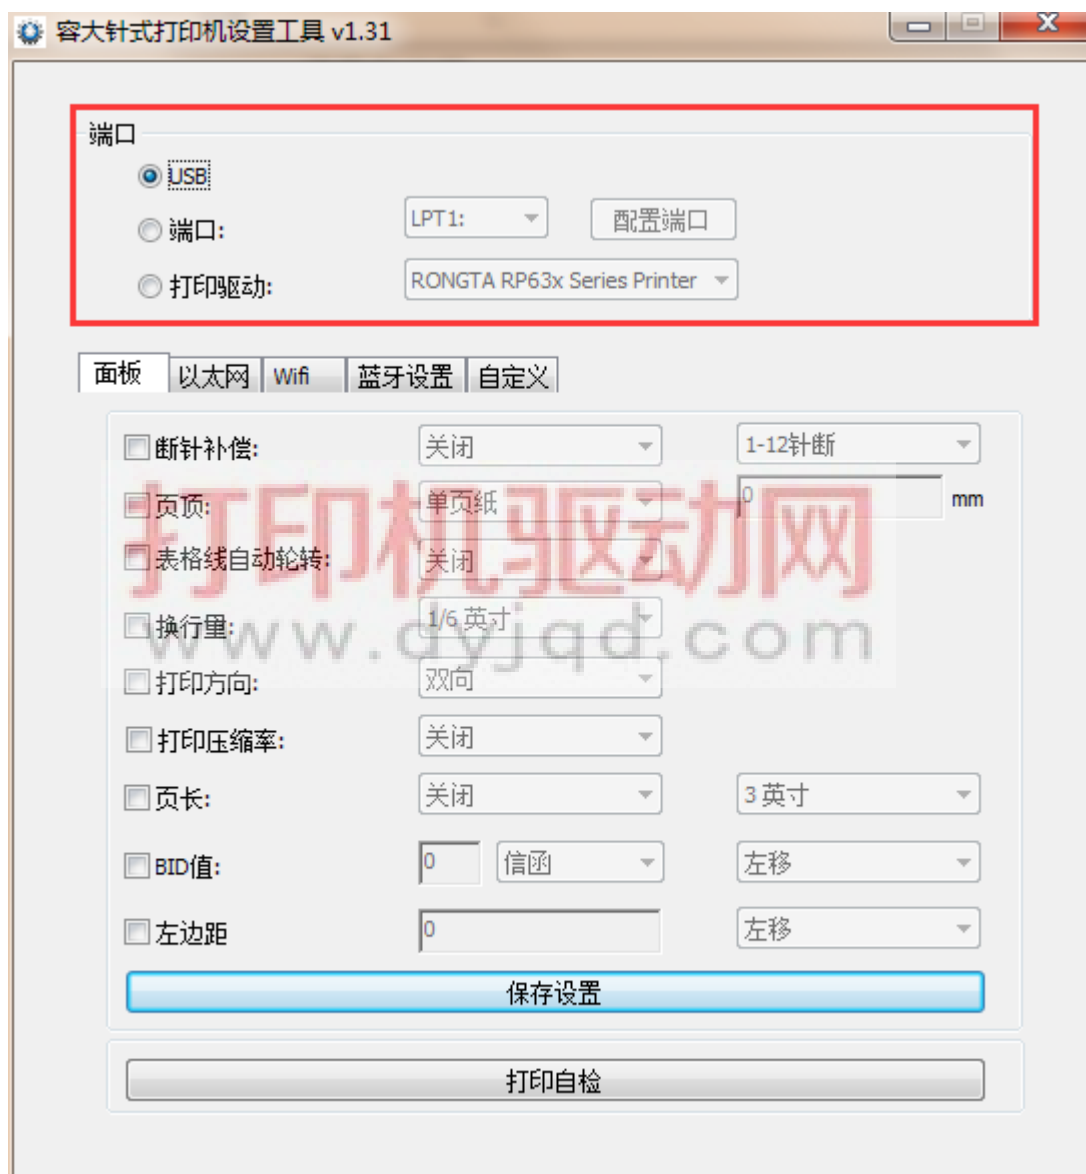 容大针式打印机设置工具 v1.31
端口
USB
端口: LPT1: 配置端口
打印驱动: RONGTA RP63x Series Printer
面板 以太网 Wifi 蓝牙设置 自定义
断针补偿: 关闭 1-12针断
页顶: 单页纸 0 mm
表格线自动轮转: 关闭
换行量: 1/6 英寸
打印方向: 双向
打印压缩率: 关闭
页长: 关闭 3 英寸
BID值: 0 信函 左移
左边距 0 左移
保存设置
打印自检
打印机驱动网
www.dyjqd.com